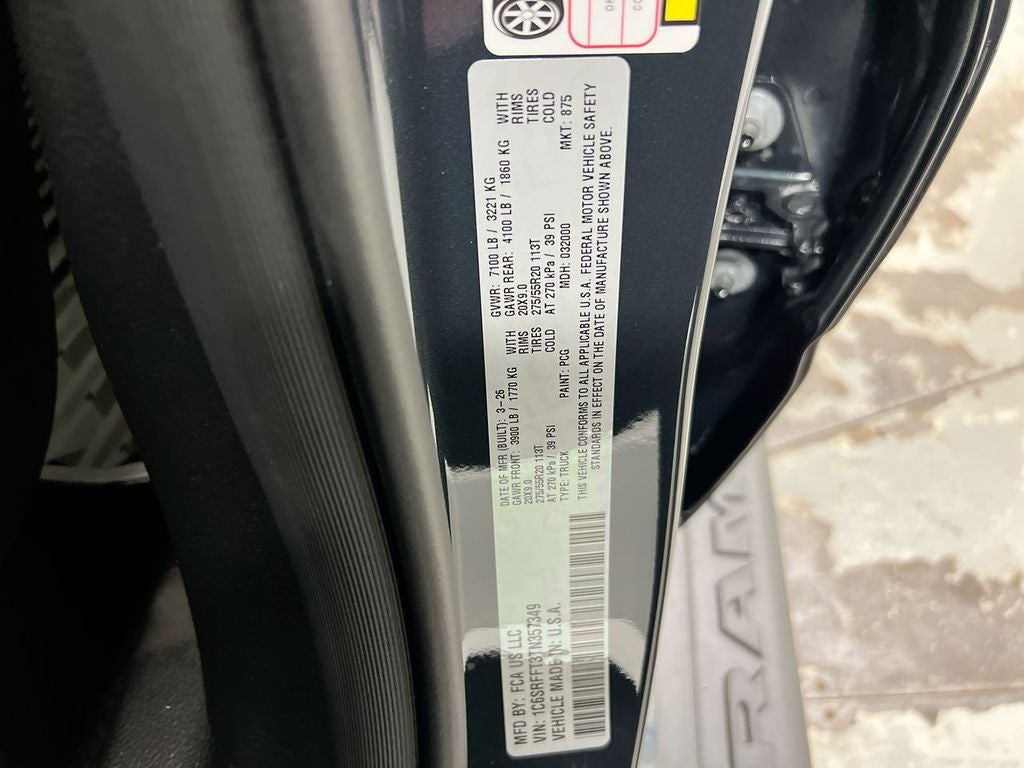 OF
CO
MFD BY: FCA US LLC
VIN: 1C6SRFFT3TN357349
VEHICLE MADE IN: U.S.A.
DATE OF MFR (BUILT): 3-26
GAWR FRONT: 3900 LB / 1770 KG WITH
20X9.0 RIMS
275/55R20 113T TIRES
AT 270 kPa / 39 PSI COLD
TYPE: TRUCK PAINT: PCG
GVWR: 7100 LB / 3221 KG
GAWR REAR: 4100 LB / 1860 KG WITH
20X9.0 RIMS
275/55R20 113T TIRES
AT 270 kPa / 39 PSI COLD
MDH: 032000 MKT: 875
THIS VEHICLE CONFORMS TO ALL APPLICABLE U.S.A. FEDERAL MOTOR VEHICLE SAFETY
STANDARDS IN EFFECT ON THE DATE OF MANUFACTURE SHOWN ABOVE.
RAM